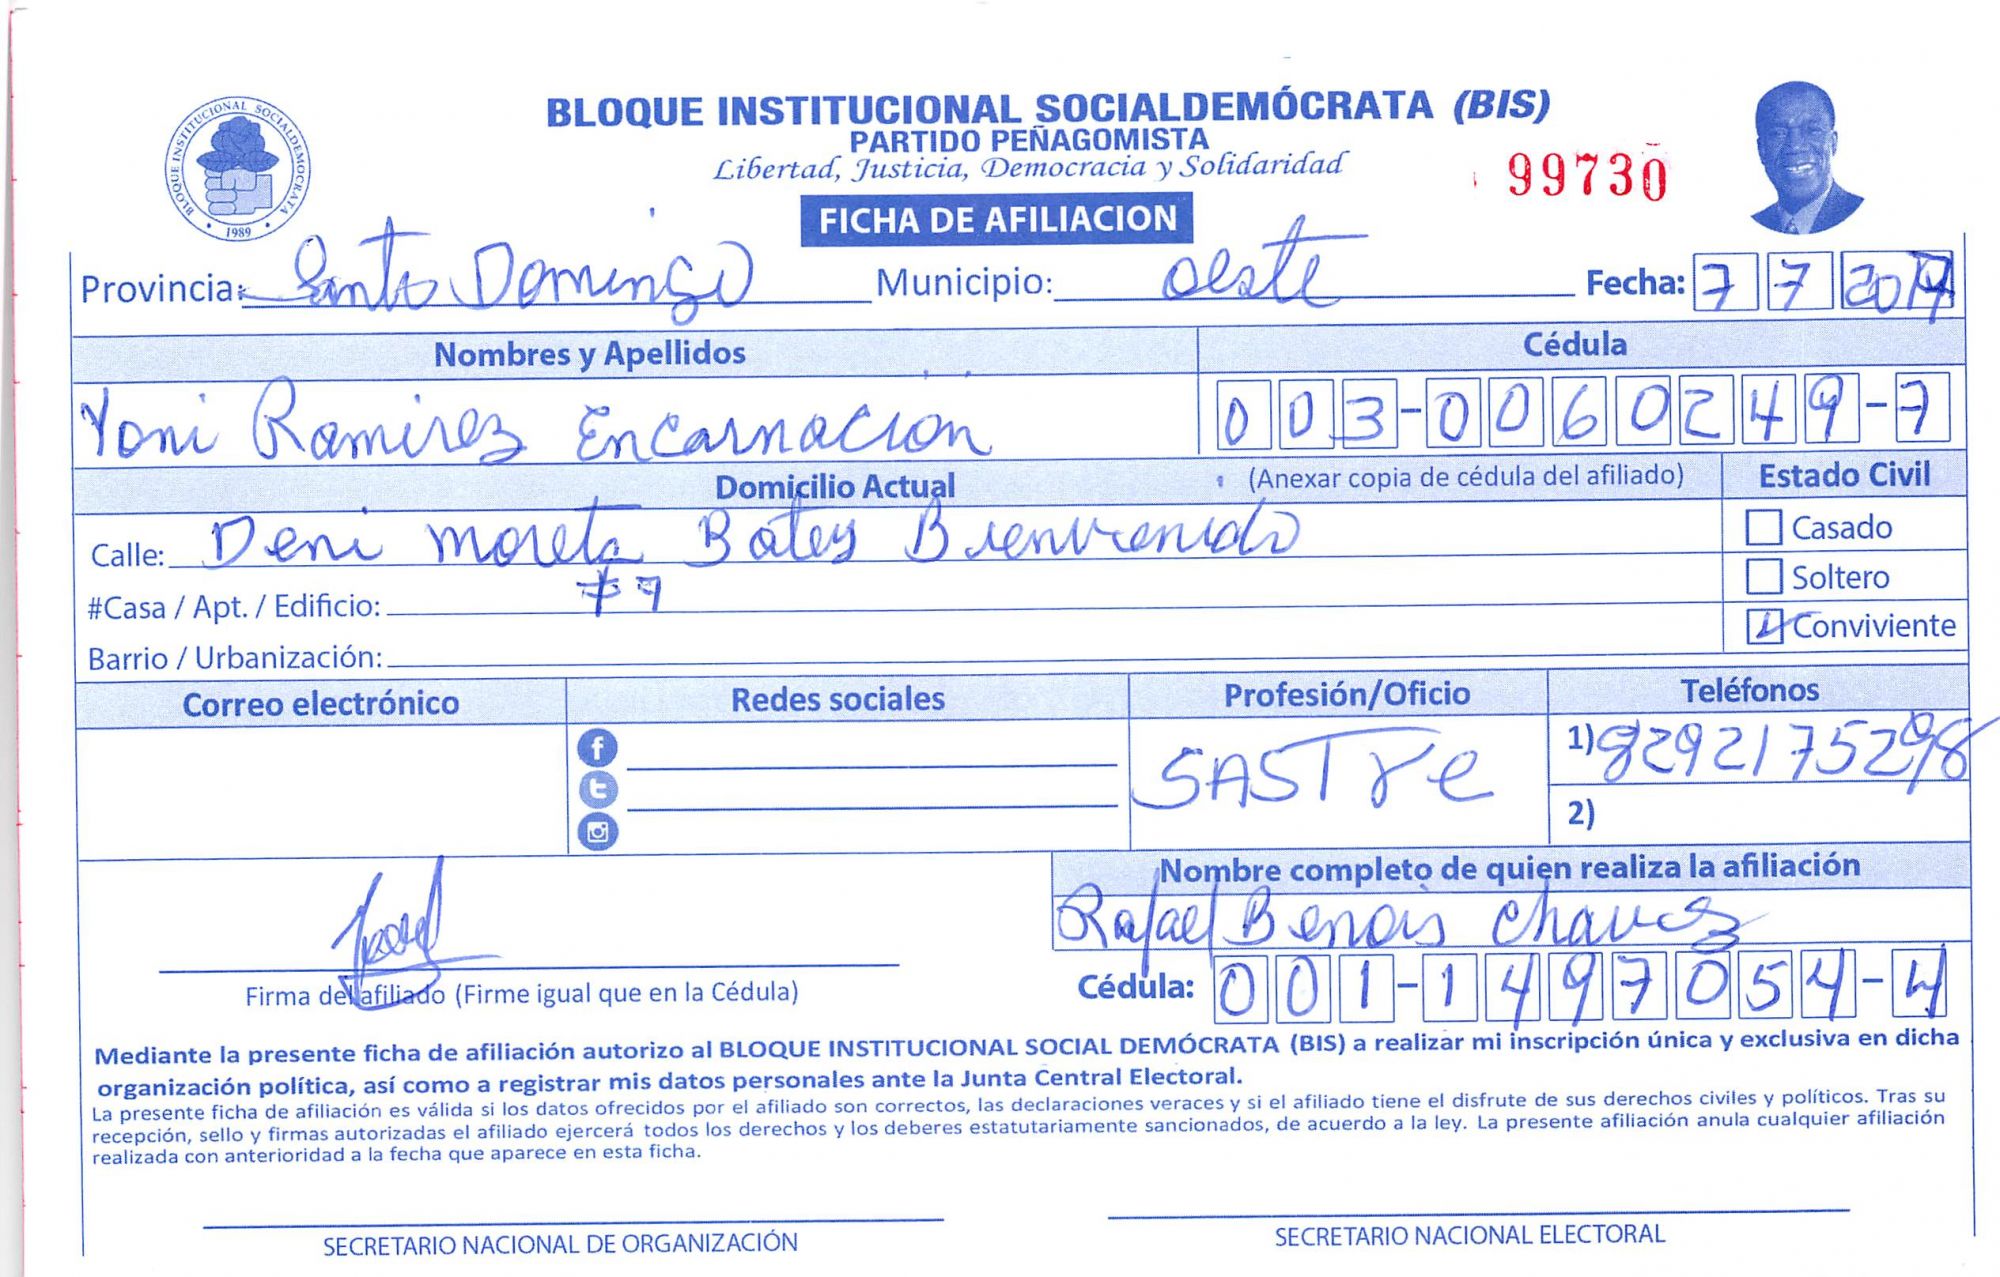 BLOQUE INSTITUCIONAL SOCIALDEMOCRATA
1989
BLOQUE INSTITUCIONAL SOCIALDEMÓCRATA (BIS)
PARTIDO PEÑAGOMISTA
Libertad, Justicia, Democracia y Solidaridad
99730
FICHA DE AFILIACION
Provincia: Santo Domingo Municipio: oeste Fecha: 7 7 2019
Nombres y Apellidos Cédula
Yoni Ramirez Encarnación 003-0060249-7
Domicilio Actual (Anexar copia de cédula del afiliado) Estado Civil
Calle: Deni moreta Batey Bienvenido Casado
#Casa / Apt. / Edificio: #7 Soltero
Barrio / Urbanización: Conviviente
Correo electrónico Redes sociales Profesión/Oficio Teléfonos
SASTre 1) 8292175298
2)
Nombre completo de quien realiza la afiliación
Rafael Benois Chavez
Firma del afiliado (Firme igual que en la Cédula) Cédula: 001-1497054-4
Mediante la presente ficha de afiliación autorizo al BLOQUE INSTITUCIONAL SOCIAL DEMÓCRATA (BIS) a realizar mi inscripción única y exclusiva en dicha
organización política, así como a registrar mis datos personales ante la Junta Central Electoral.
La presente ficha de afiliación es válida si los datos ofrecidos por el afiliado son correctos, las declaraciones veraces y si el afiliado tiene el disfrute de sus derechos civiles y políticos. Tras su
recepción, sello y firmas autorizadas el afiliado ejercerá todos los derechos y los deberes estatutariamente sancionados, de acuerdo a la ley. La presente afiliación anula cualquier afiliación
realizada con anterioridad a la fecha que aparece en esta ficha.
SECRETARIO NACIONAL DE ORGANIZACIÓN SECRETARIO NACIONAL ELECTORAL